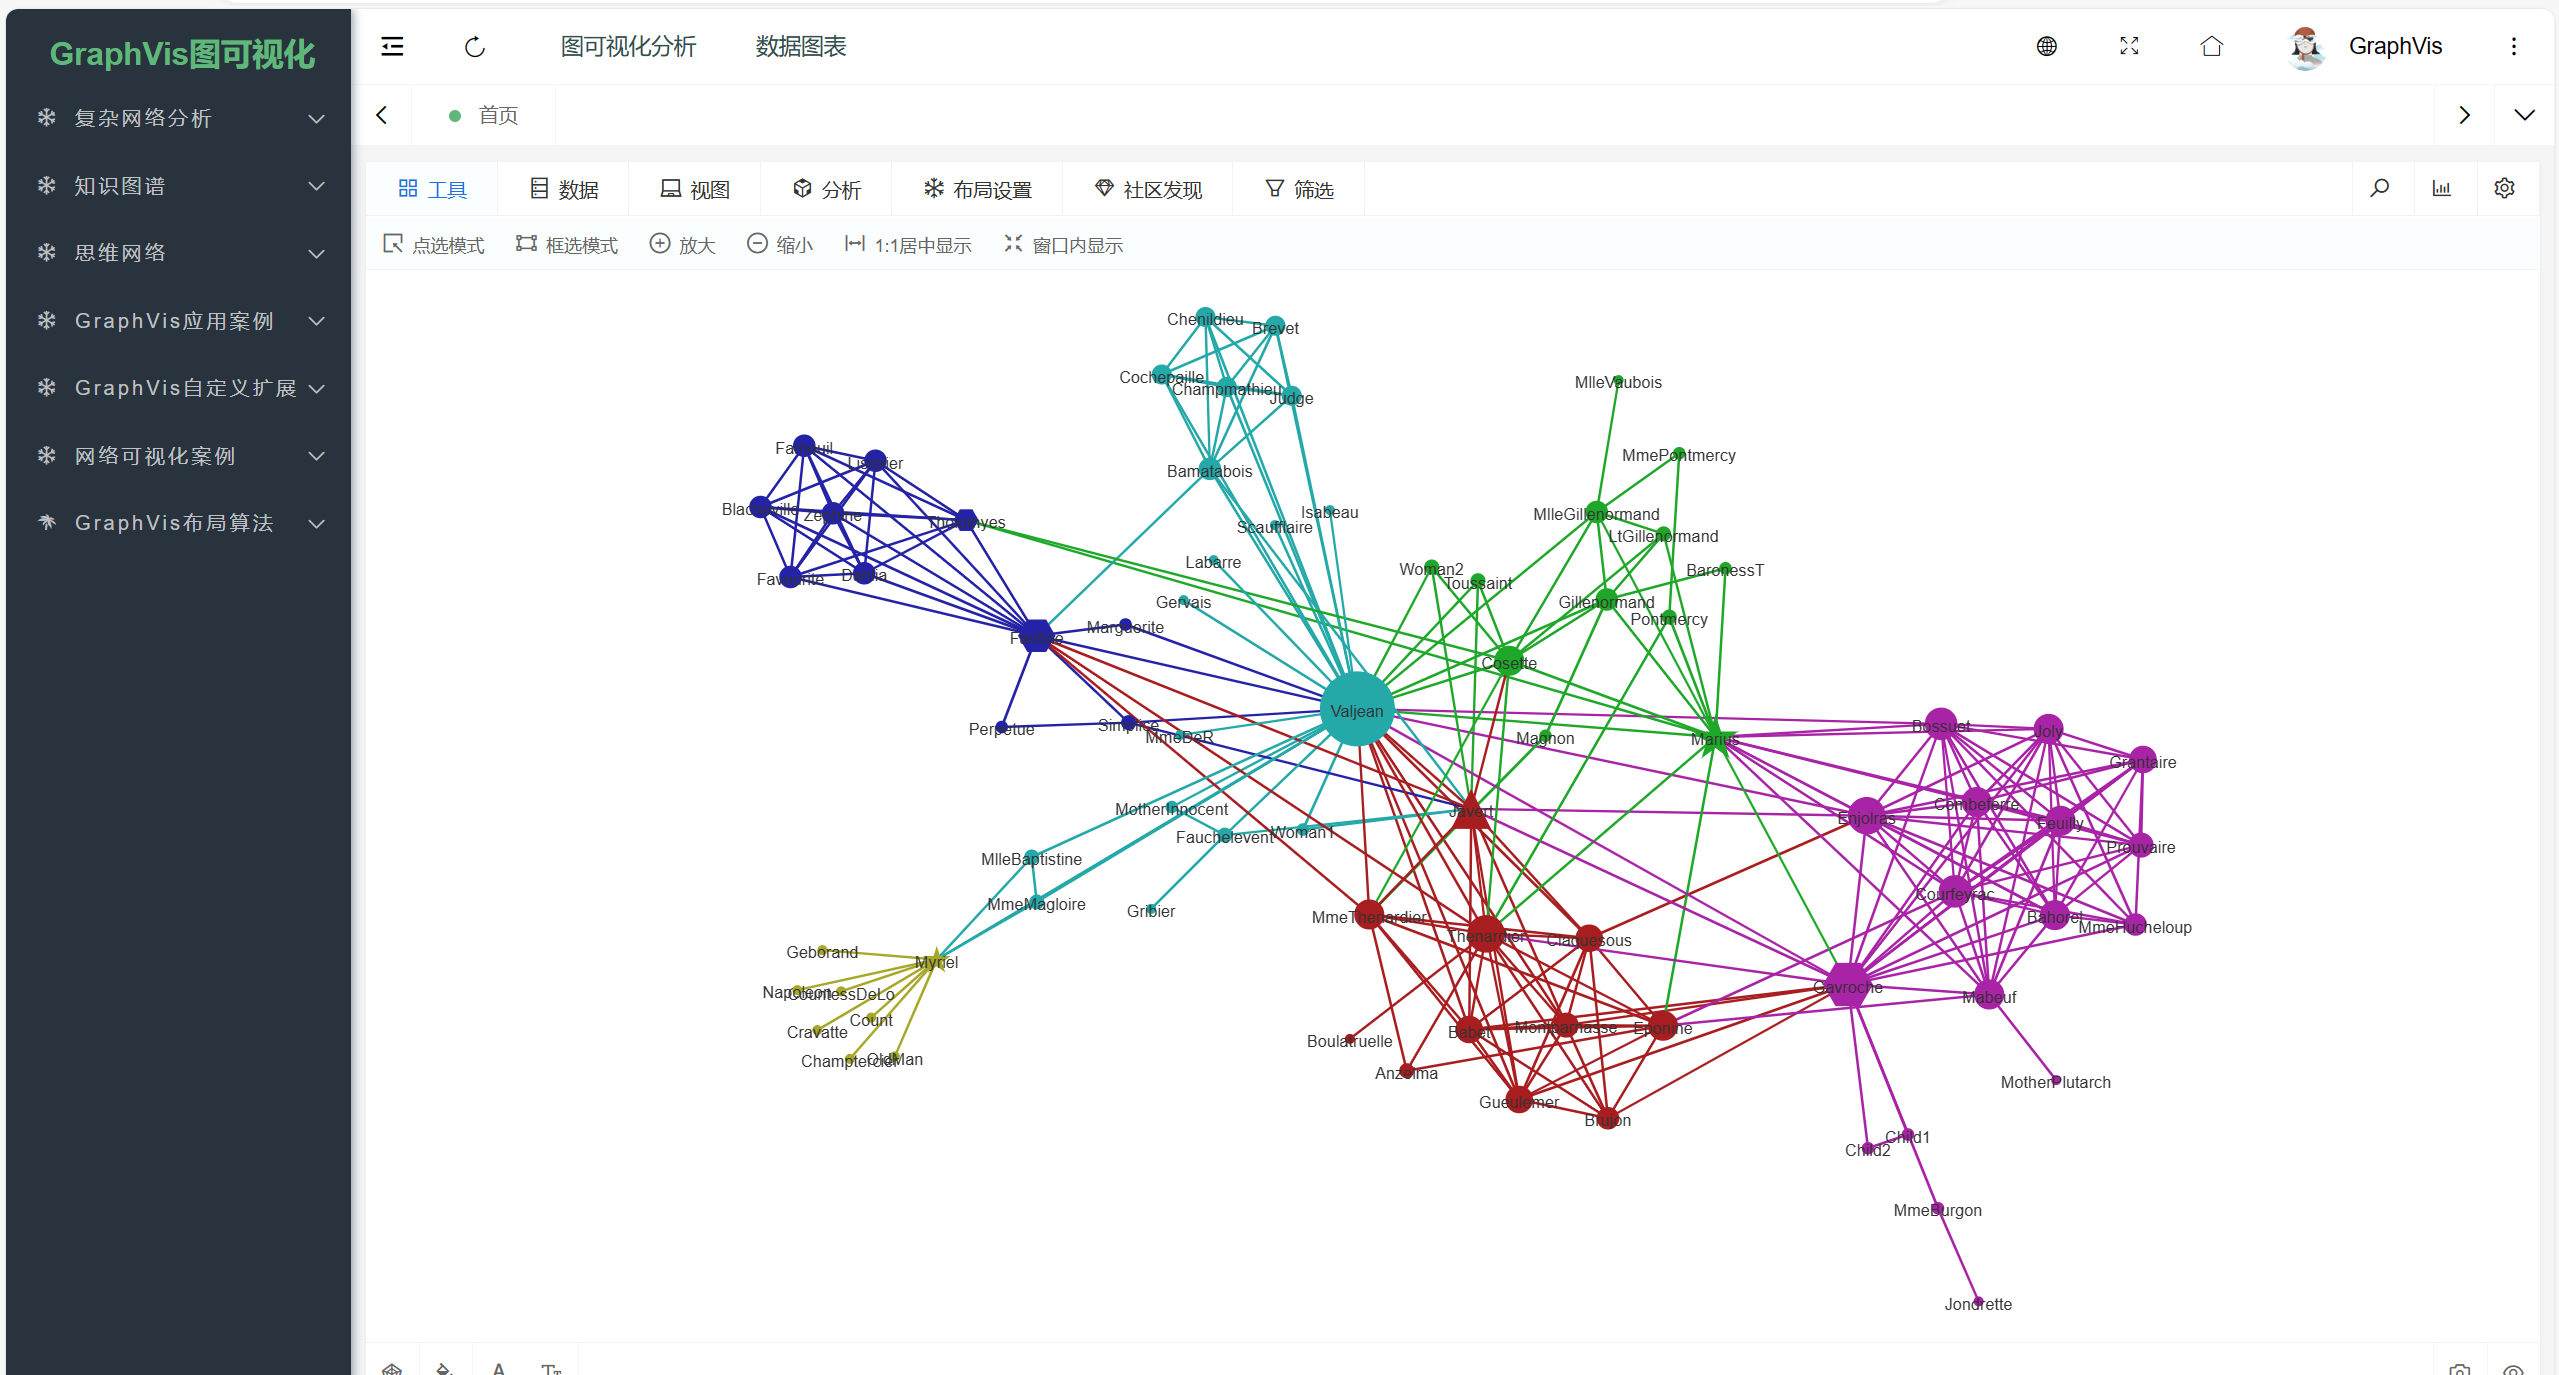 GraphVis图可视化
图可视化分析 数据图表 GraphVis
复杂网络分析
首页
知识图谱
工具 数据 视图 分析 布局设置 社区发现 筛选
思维网络
点选模式 框选模式 放大 缩小 1:1居中显示 窗口内显示
GraphVis应用案例
GraphVis自定义扩展
网络可视化案例
GraphVis布局算法
Chenildieu
Brevet
Cochepaille
Champmathieu
Judge
MlleVaubois
Fameuil
Listolier
MmePontmercy
Bamatabois
Blacheville
Zephine
Tholomyes
Isabeau
Scaufflaire
MlleGillenormand
LtGillenormand
Labarre
Woman2
Toussaint
BaronessT
Favourite
Dahlia
Gervais
Gillenormand
Pontmercy
Marguerite
Fantine
Cosette
Valjean
Perpetue
Simplice
MmeDeR
Magnon
Marius
Bossuet
Joly
Grantaire
MotherInnocent
Javert
Combeferre
Enjolras
Feuilly
Fauchelevent
Woman1
Prouvaire
MlleBaptistine
MmeMagloire
Gribier
MmeThenardier
Courfeyrac
Bahorel
MmeHucheloup
Thenardier
Claquesous
Geborand
Myriel
Napoleon
CountessDeLo
Gavroche
Mabeuf
Count
Cravatte
Babet
Montparnasse
Eponine
Champtercier
OldMan
Boulatruelle
Anzelma
MotherPlutarch
Gueulemer
Brujon
Child1
Child2
MmeBurgon
Jondrette